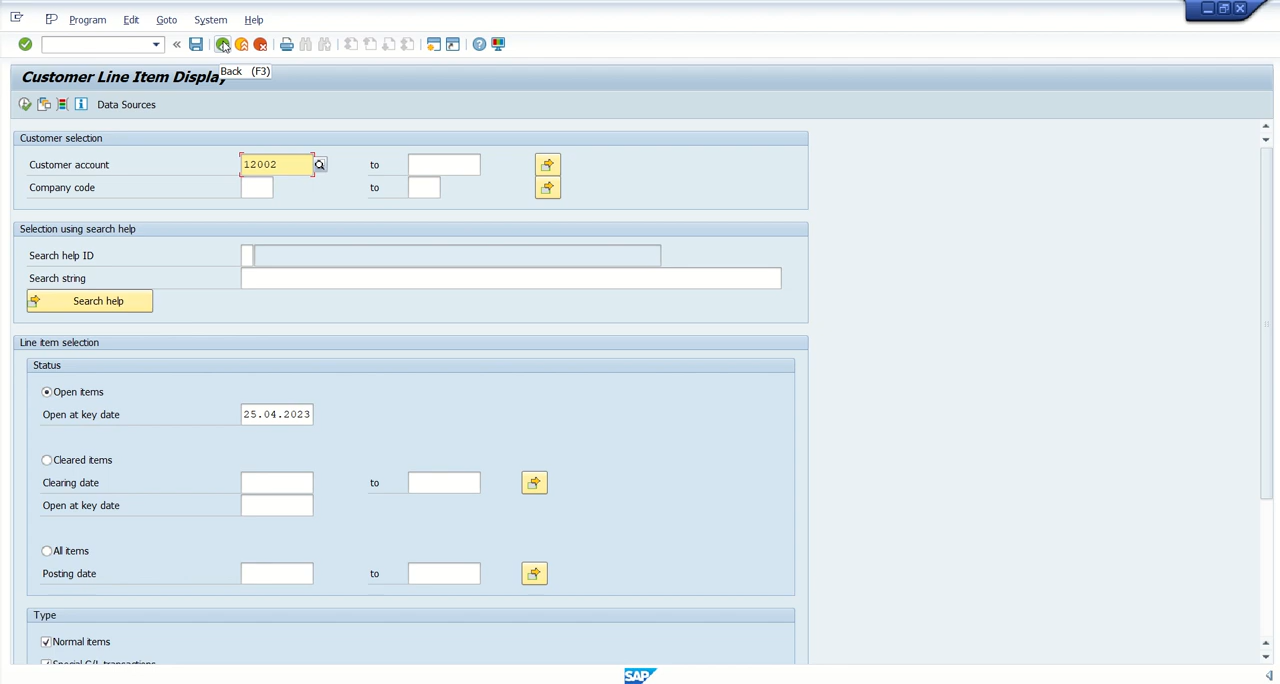 Program Edit Goto System Help
Back (F3)
Customer Line Item Display
Data Sources
Customer selection
Customer account 12002 to
Company code to
Selection using search help
Search help ID
Search string
Search help
Line item selection
Status
Open items
Open at key date 25.04.2023
Cleared items
Clearing date to
Open at key date
All items
Posting date to
Type
Normal items
Special G/L transactions
SAP